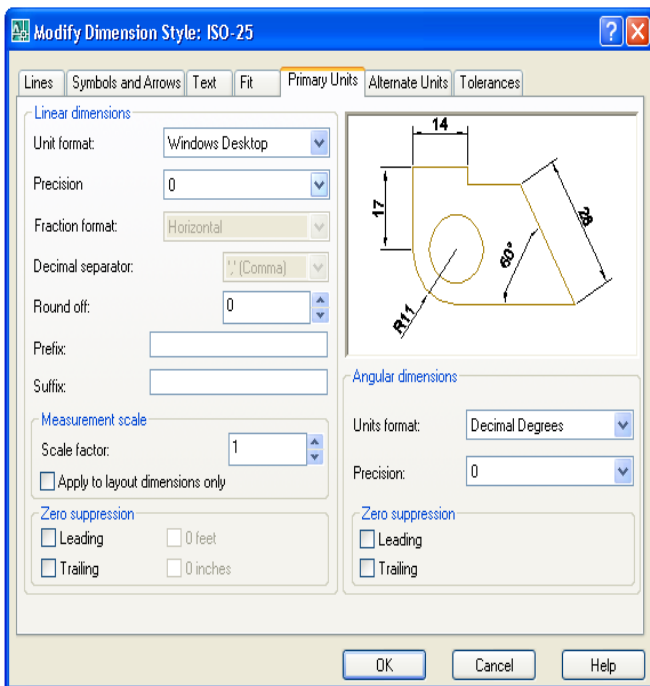 Modify Dimension Style: ISO-25
Lines Symbols and Arrows Text Fit Primary Units Alternate Units Tolerances
Linear dimensions
Unit format: Windows Desktop
Precision 0
Fraction format: Horizontal
Decimal separator: ',' (Comma)
Round off: 0
Prefix:
Suffix:
Measurement scale
Scale factor: 1
Apply to layout dimensions only
Zero suppression
Leading 0 feet
Trailing 0 inches
14
17
28
60°
R11
Angular dimensions
Units format: Decimal Degrees
Precision: 0
Zero suppression
Leading
Trailing
OK Cancel Help